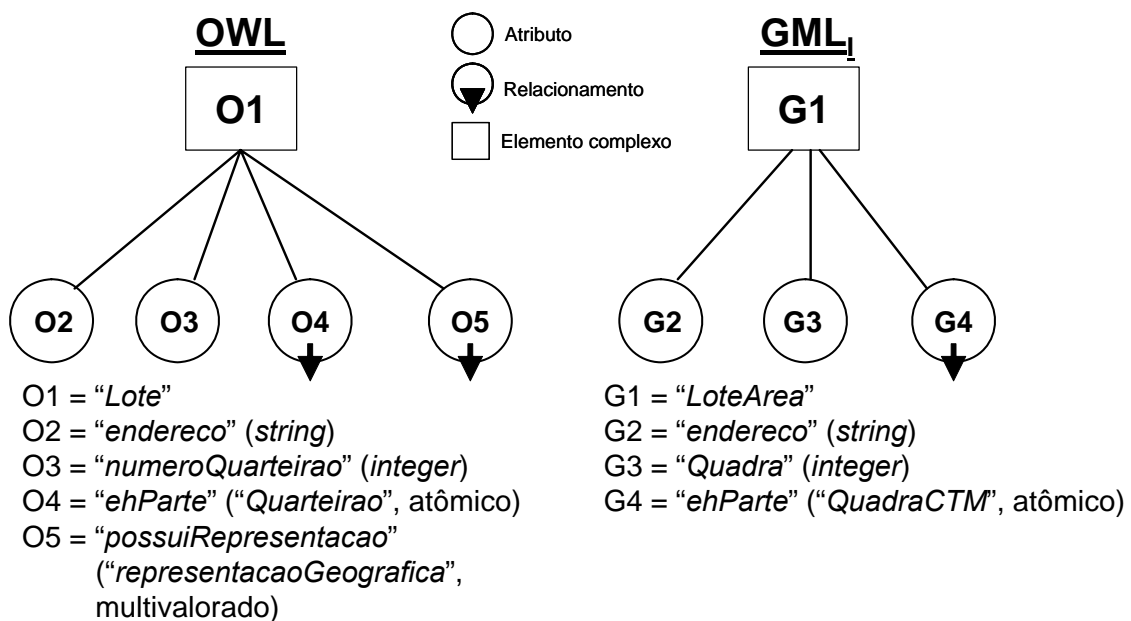 OWL
O1
O2
O3
O4
O5
O1 = “Lote”
O2 = “endereco” (string)
O3 = “numeroQuarteirao” (integer)
O4 = “ehParte” (“Quarteirao”, atômico)
O5 = “possuiRepresentacao”
(“representacaoGeografica”,
multivalorado)
Atributo
Relacionamento
Elemento complexo
GMLI
G1
G2
G3
G4
G1 = “LoteArea”
G2 = “endereco” (string)
G3 = “Quadra” (integer)
G4 = “ehParte” (“QuadraCTM”, atômico)